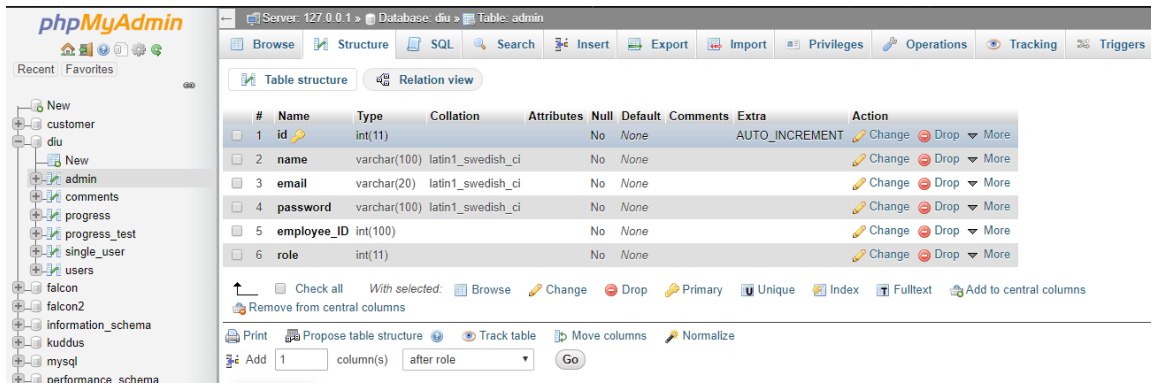 phpMyAdmin
Recent Favorites
New
customer
diu
New
admin
comments
progress
progress_test
single_user
users
falcon
falcon2
information_schema
kuddus
mysql
performance_schema
Server: 127.0.0.1 » Database: diu » Table: admin
Browse Structure SQL Search Insert Export Import Privileges Operations Tracking Triggers
Table structure Relation view
# Name Type Collation Attributes Null Default Comments Extra Action
1 id int(11) No None AUTO_INCREMENT Change Drop More
2 name varchar(100) latin1_swedish_ci No None Change Drop More
3 email varchar(20) latin1_swedish_ci No None Change Drop More
4 password varchar(100) latin1_swedish_ci No None Change Drop More
5 employee_ID int(100) No None Change Drop More
6 role int(11) No None Change Drop More
Check all With selected: Browse Change Drop Primary Unique Index Fulltext Add to central columns
Remove from central columns
Print Propose table structure Track table Move columns Normalize
Add 1 column(s) after role Go